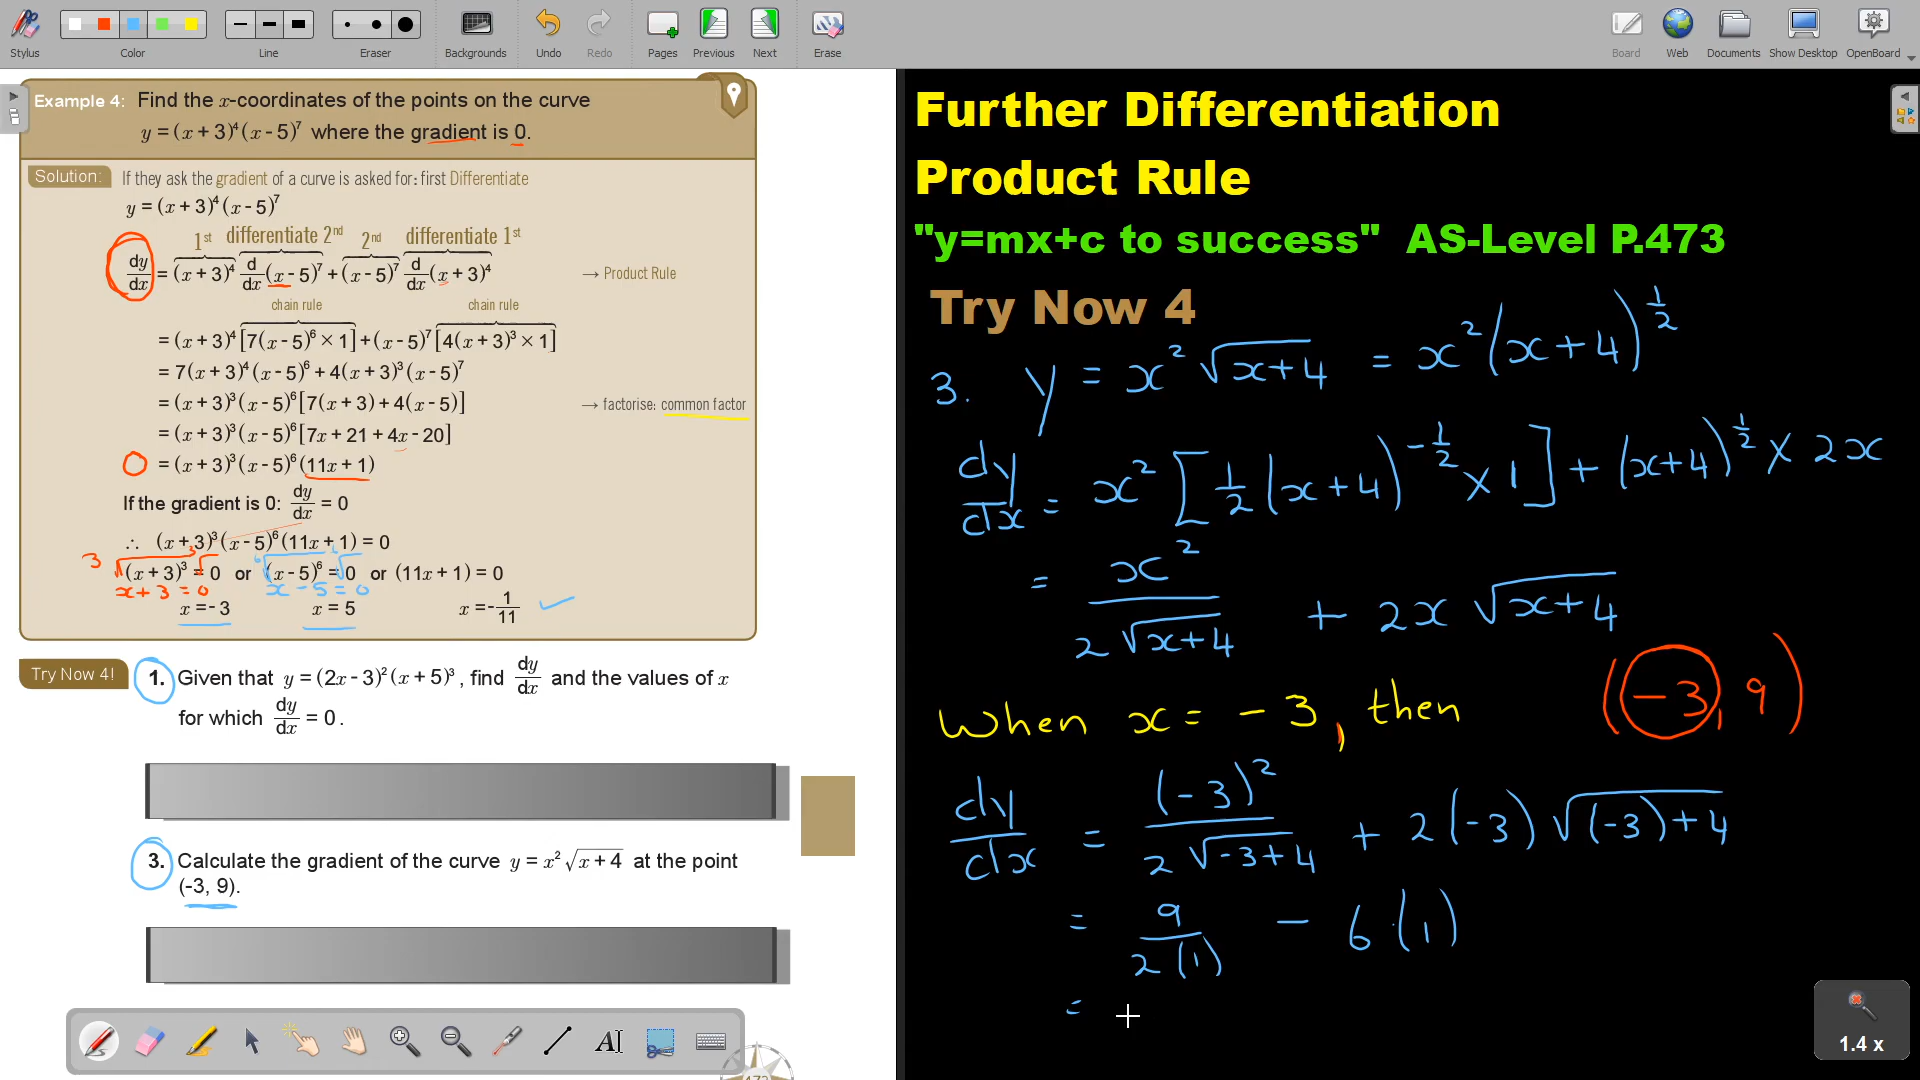 Stylus Color Line Eraser Backgrounds Undo Redo Pages Previous Next Erase Board Web Documents Show Desktop OpenBoard
Example 4: Find the x-coordinates of the points on the curve
y = (x + 3)⁴(x - 5)⁷ where the gradient is 0.
Solution: If they ask the gradient of a curve is asked for: first Differentiate
y = (x + 3)⁴(x - 5)⁷
1st differentiate 2nd 2nd differentiate 1st
dy/dx = (x + 3)⁴ d/dx (x - 5)⁷ + (x - 5)⁷ d/dx (x + 3)⁴ → Product Rule
chain rule chain rule
= (x + 3)⁴[7(x - 5)⁶ × 1] + (x - 5)⁷[4(x + 3)³ × 1]
= 7(x + 3)⁴(x - 5)⁶ + 4(x + 3)³(x - 5)⁷
= (x + 3)³(x - 5)⁶[7(x + 3) + 4(x - 5)] → factorise: common factor
= (x + 3)³(x - 5)⁶[7x + 21 + 4x - 20]
0 = (x + 3)³(x - 5)⁶(11x + 1)
If the gradient is 0: dy/dx = 0
∴ (x + 3)³(x - 5)⁶(11x + 1) = 0
3√(x + 3)³ = 3√0 or 6√(x - 5)⁶ = 6√0 or (11x + 1) = 0
x + 3 = 0 x - 5 = 0
x = - 3 x = 5 x = - 1/11 ✓
Try Now 4! 1. Given that y = (2x - 3)²(x + 5)³, find dy/dx and the values of x
for which dy/dx = 0.
3. Calculate the gradient of the curve y = x²√(x + 4) at the point
(-3, 9).
473
Further Differentiation
Product Rule
"y=mx+c to success" AS-Level P.473
Try Now 4
3. y = x²√(x+4) = x²(x+4)^(1/2)
dy/dx = x²[1/2 (x+4)^(-1/2) × 1] + (x+4)^(1/2) × 2x
= x²/(2√(x+4)) + 2x√(x+4)
When x = -3, then (-3, 9)
dy/dx = (-3)²/(2√(-3+4)) + 2(-3)√((-3)+4)
= 9/(2(1)) - 6·(1)
=
1.4 x